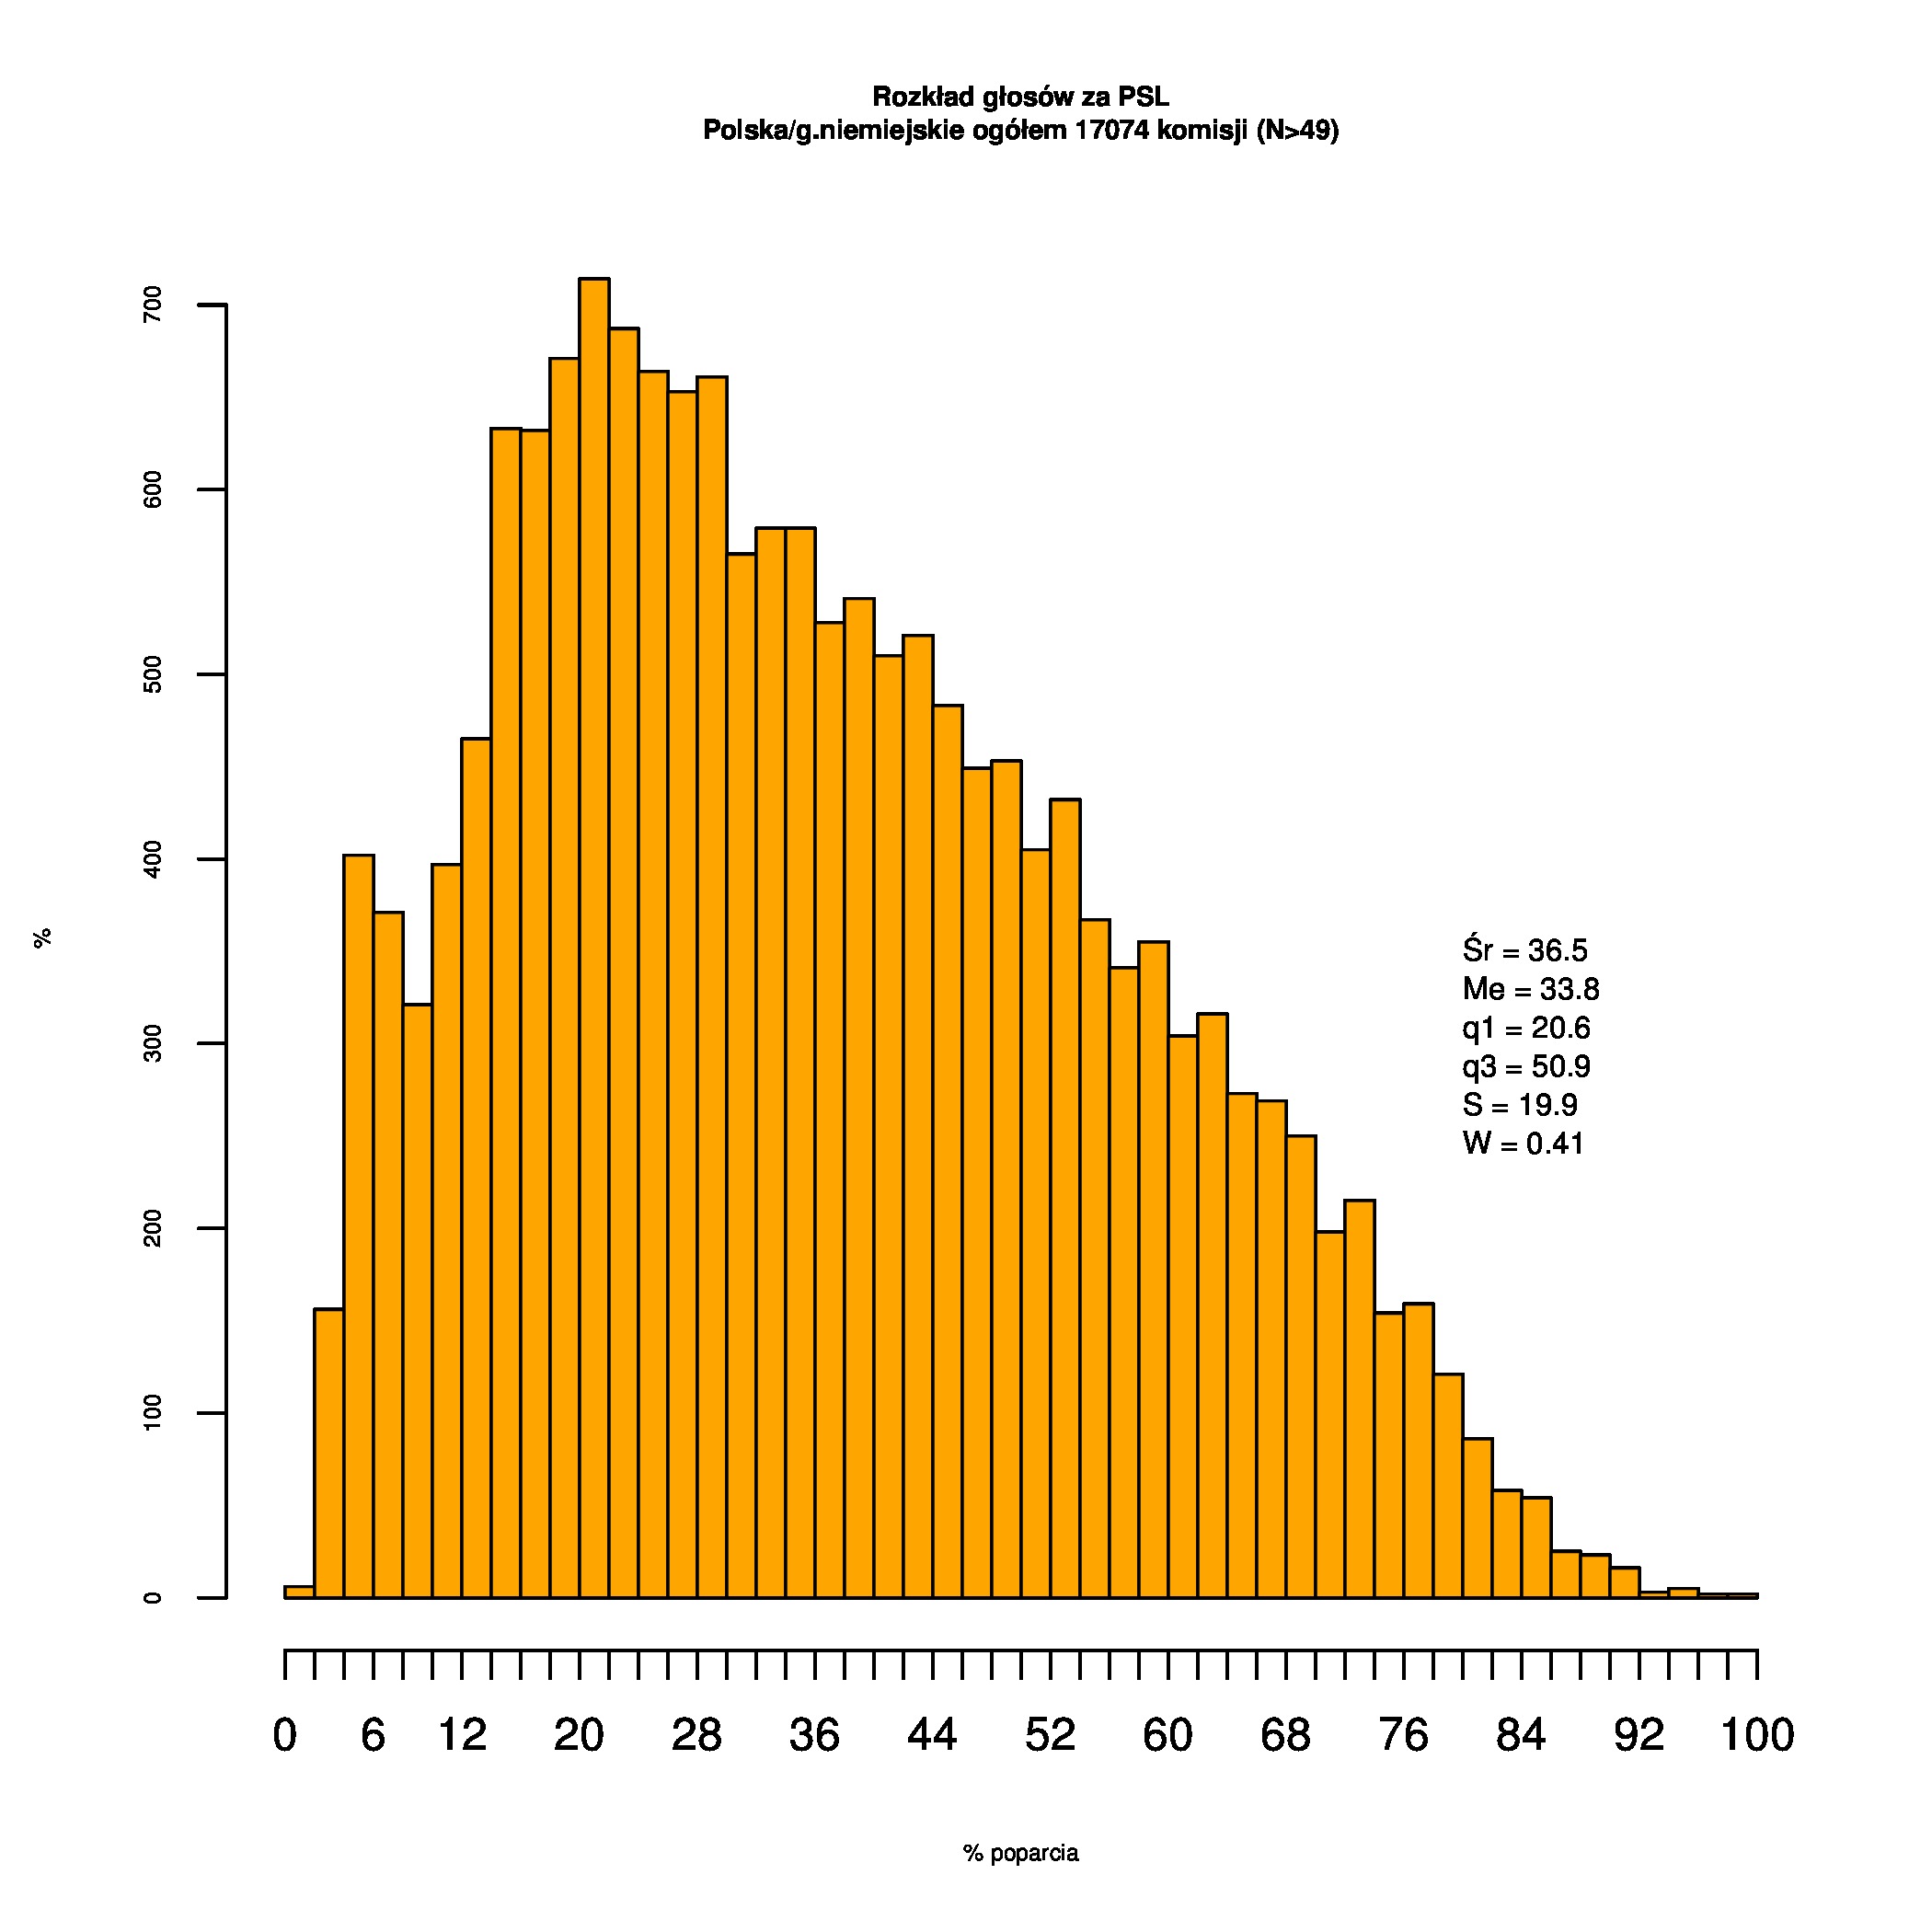 Rozkład głosów za PSL
Polska/g.niemiejskie ogółem 17074 komisji (N>49)
700
600
500
400
300
200
100
0
%
Śr = 36.5
Me = 33.8
q1 = 20.6
q3 = 50.9
S = 19.9
W = 0.41
0 6 12 20 28 36 44 52 60 68 76 84 92 100
% poparcia